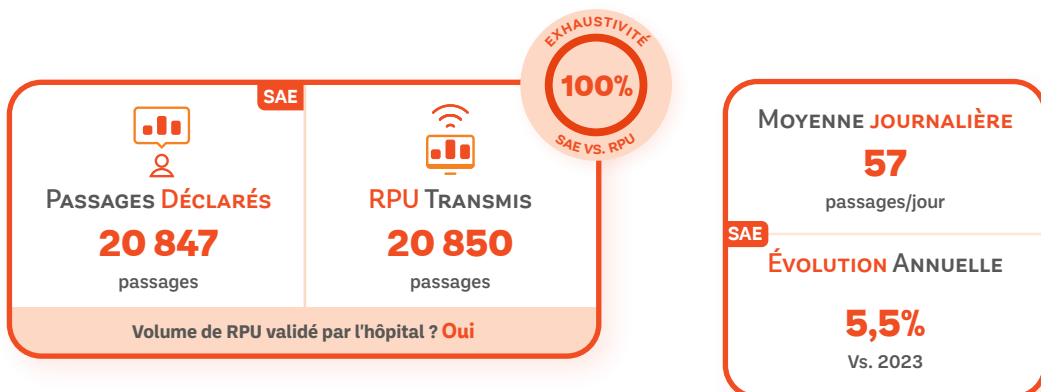 EXHAUSTIVITÉ
100%
SAE VS. RPU
SAE
PASSAGES DÉCLARÉS
20 847
passages
RPU TRANSMIS
20 850
passages
Volume de RPU validé par l'hôpital ? Oui
MOYENNE JOURNALIÈRE
57
passages/jour
SAE
ÉVOLUTION ANNUELLE
5,5%
Vs. 2023